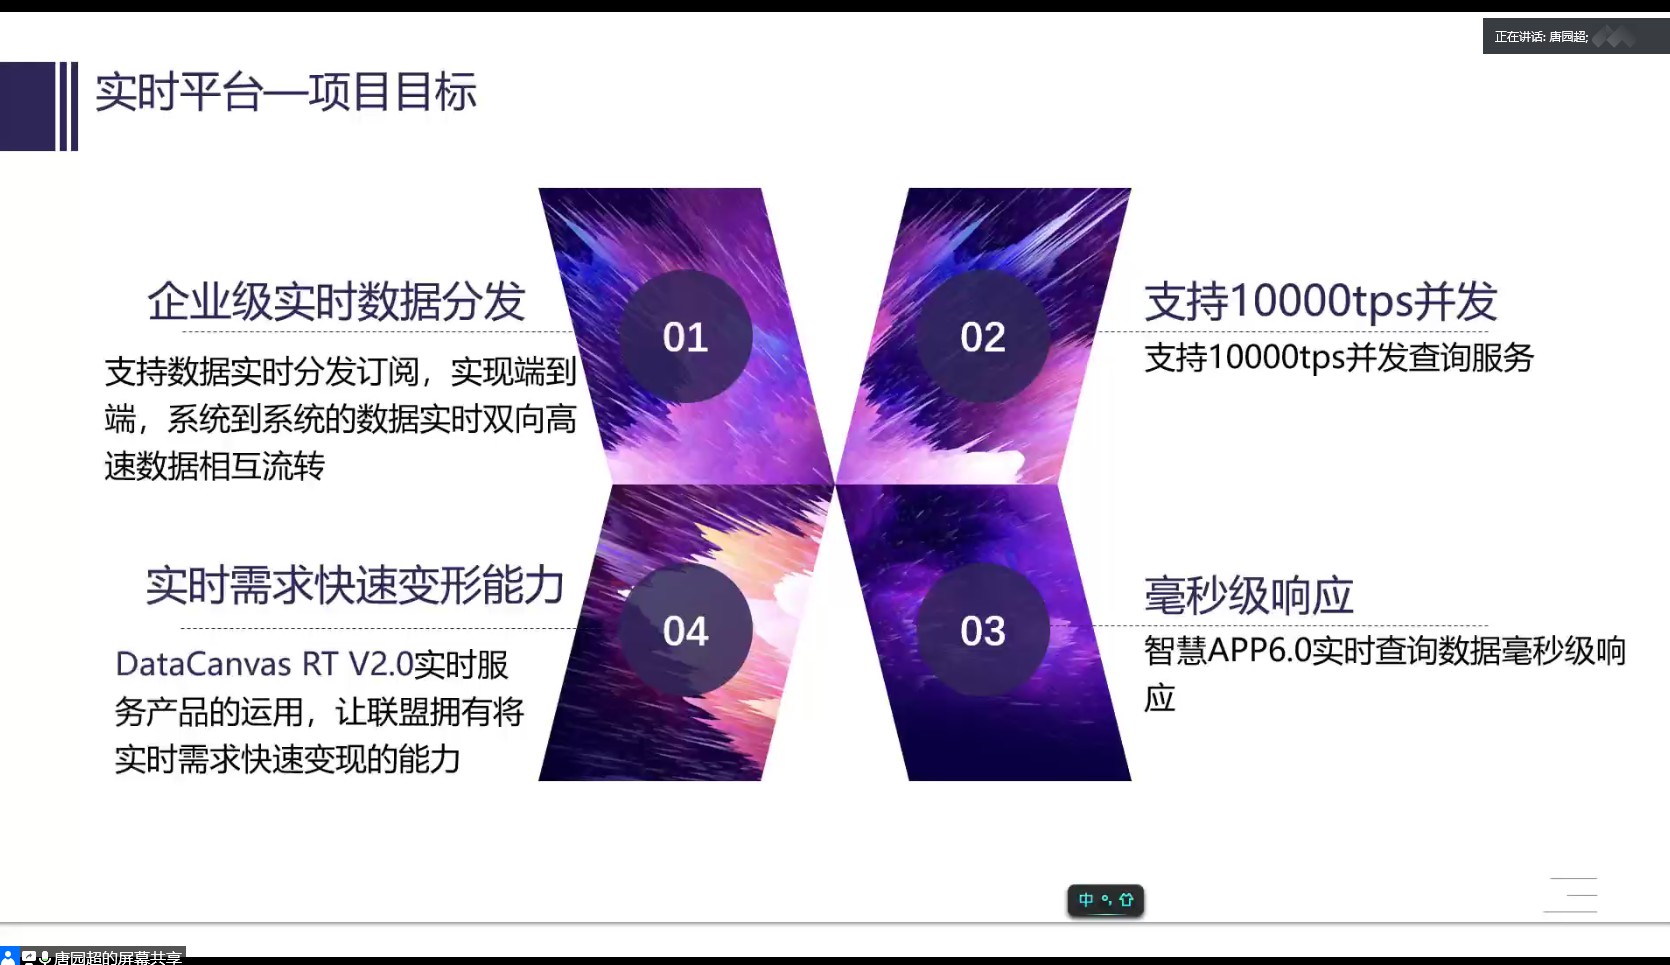 正在讲话: 唐园超;
实时平台—项目目标
企业级实时数据分发
支持数据实时分发订阅，实现端到
端，系统到系统的数据实时双向高
速数据相互流转
01
02
支持10000tps并发
支持10000tps并发查询服务
实时需求快速变形能力
DataCanvas RT V2.0实时服
务产品的运用，让联盟拥有将
实时需求快速变现的能力
04
03
毫秒级响应
智慧APP6.0实时查询数据毫秒级响
应
中 °,
唐园超的屏幕共享